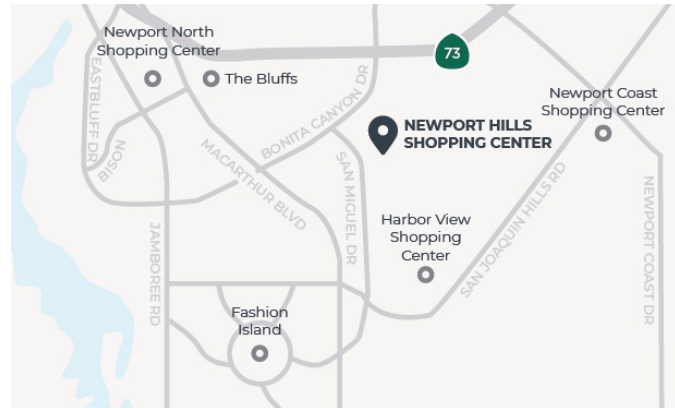 Newport North
Shopping Center
73
The Bluffs
Newport Coast
Shopping Center
EASTBLUFF DR
BISON
BONITA CANYON DR
NEWPORT HILLS
SHOPPING CENTER
MACARTHUR BLVD
SAN MIGUEL DR
SAN JOAQUIN HILLS RD
NEWPORT COAST DR
JAMBOREE RD
Harbor View
Shopping
Center
Fashion
Island